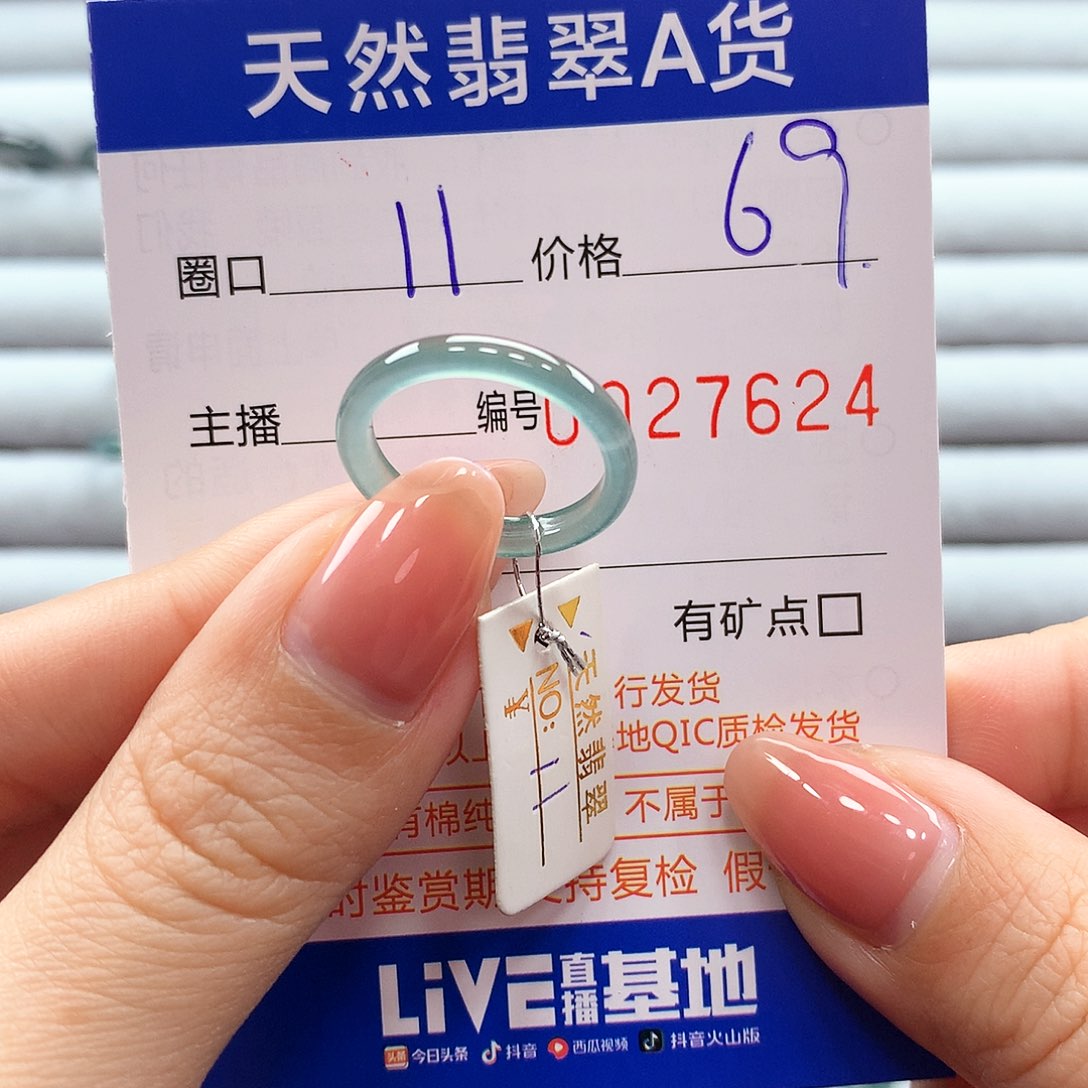 天然翡翠A货
圈口 11 价格 69
主播 编号 0027624
有矿点□
行发货
地QIC质检发货
有棉纯 不属于
时鉴赏期 支持复检 假
天然翡翠
NO: 11
¥
LiVE直播基地
今日头条 抖音 西瓜视频 抖音火山版